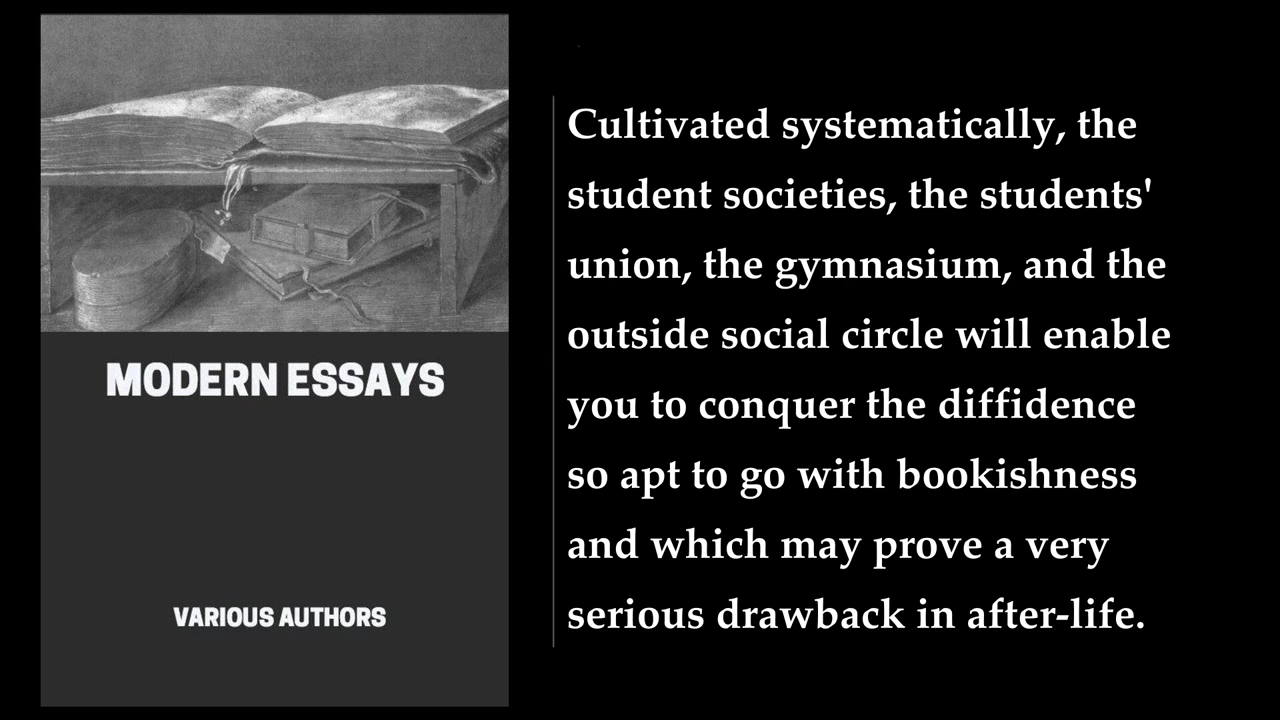 MODERN ESSAYS
VARIOUS AUTHORS
Cultivated systematically, the
student societies, the students'
union, the gymnasium, and the
outside social circle will enable
you to conquer the diffidence
so apt to go with bookishness
and which may prove a very
serious drawback in after-life.